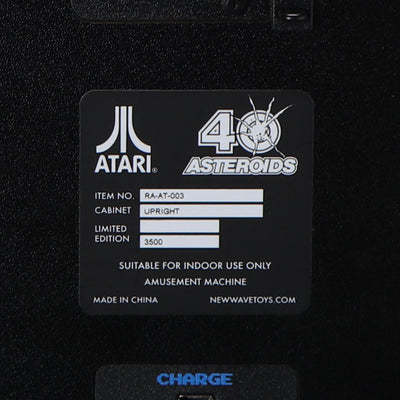 ATARI®
40
ASTEROIDS
ITEM NO. RA-AT-003
CABINET UPRIGHT
LIMITED
EDITION 3500
SUITABLE FOR INDOOR USE ONLY
AMUSEMENT MACHINE
MADE IN CHINA NEWWAVETOYS.COM
CHARGE